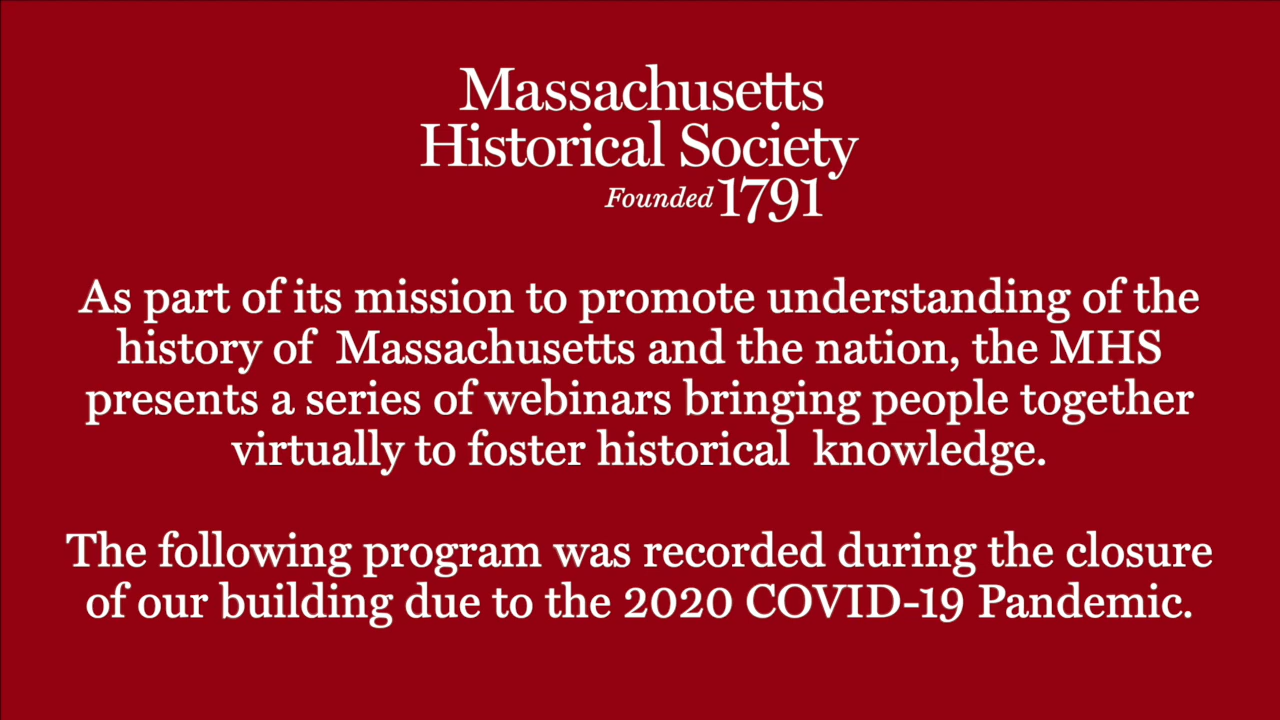 Massachusetts
Historical Society
Founded 1791
As part of its mission to promote understanding of the
history of  Massachusetts and the nation, the MHS
presents a series of webinars bringing people together
virtually to foster historical  knowledge.
The following program was recorded during the closure
of our building due to the 2020 COVID-19 Pandemic.